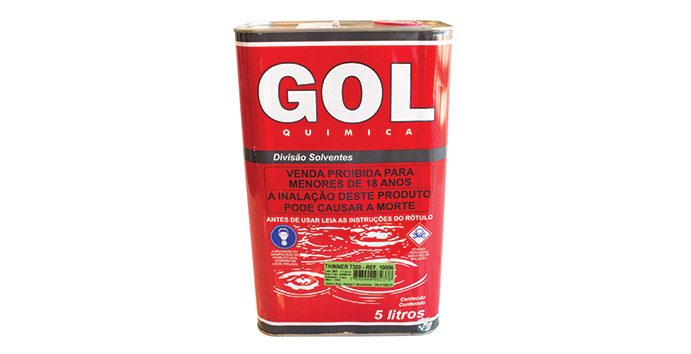 GOL
QUIMICA
Divisão Solventes
VENDA PROIBIDA PARA
MENORES DE 18 ANOS
A INALAÇÃO DESTE PRODUTO
PODE CAUSAR A MORTE
ANTES DE USAR LEIA AS INSTRUÇÕES DO RÓTULO
THINNER 7300 - REF. 10006
Conteúdo
Contenido
5 litros